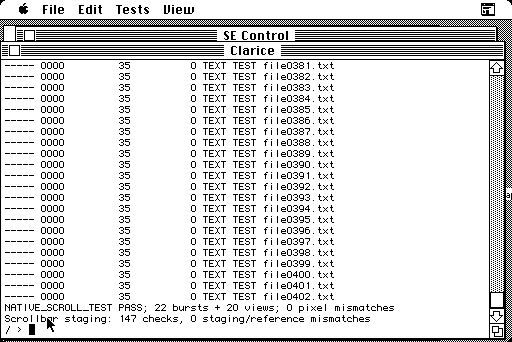 File Edit Tests View
SE Control
Clarice
----- 0000 35 0 TEXT TEST file0381.txt
----- 0000 35 0 TEXT TEST file0382.txt
----- 0000 35 0 TEXT TEST file0383.txt
----- 0000 35 0 TEXT TEST file0384.txt
----- 0000 35 0 TEXT TEST file0385.txt
----- 0000 35 0 TEXT TEST file0386.txt
----- 0000 35 0 TEXT TEST file0387.txt
----- 0000 35 0 TEXT TEST file0388.txt
----- 0000 35 0 TEXT TEST file0389.txt
----- 0000 35 0 TEXT TEST file0390.txt
----- 0000 35 0 TEXT TEST file0391.txt
----- 0000 35 0 TEXT TEST file0392.txt
----- 0000 35 0 TEXT TEST file0393.txt
----- 0000 35 0 TEXT TEST file0394.txt
----- 0000 35 0 TEXT TEST file0395.txt
----- 0000 35 0 TEXT TEST file0396.txt
----- 0000 35 0 TEXT TEST file0397.txt
----- 0000 35 0 TEXT TEST file0398.txt
----- 0000 35 0 TEXT TEST file0399.txt
----- 0000 35 0 TEXT TEST file0400.txt
----- 0000 35 0 TEXT TEST file0401.txt
----- 0000 35 0 TEXT TEST file0402.txt
NATIVE_SCROLL_TEST PASS; 22 bursts + 20 views; 0 pixel mismatches
Scrollbar staging: 147 checks, 0 staging/reference mismatches
/ >